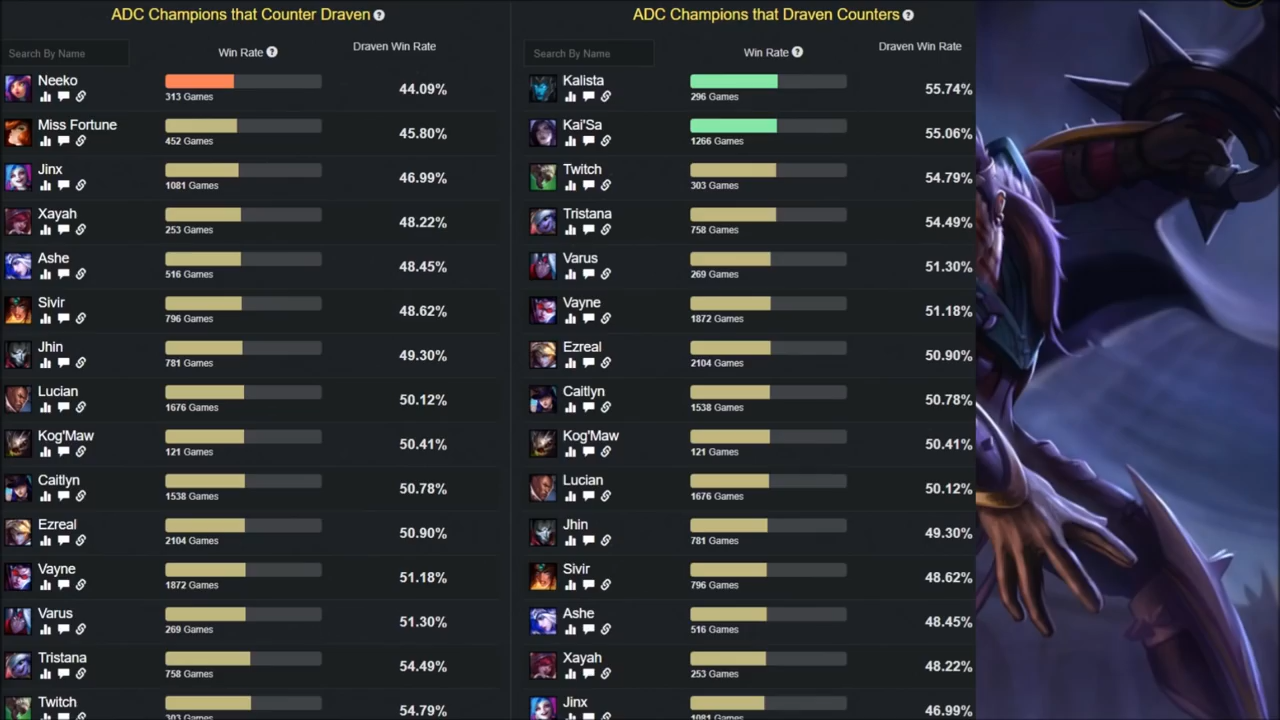 ADC Champions that Counter Draven
Search By Name
Win Rate
Draven Win Rate
Neeko
313 Games
44.09%
Miss Fortune
452 Games
45.80%
Jinx
1081 Games
46.99%
Xayah
253 Games
48.22%
Ashe
516 Games
48.45%
Sivir
796 Games
48.62%
Jhin
781 Games
49.30%
Lucian
1676 Games
50.12%
Kog'Maw
121 Games
50.41%
Caitlyn
1538 Games
50.78%
Ezreal
2104 Games
50.90%
Vayne
1872 Games
51.18%
Varus
269 Games
51.30%
Tristana
758 Games
54.49%
Twitch
303 Games
54.79%
ADC Champions that Draven Counters
Search By Name
Win Rate
Draven Win Rate
Kalista
296 Games
55.74%
Kai'Sa
1266 Games
55.06%
Twitch
303 Games
54.79%
Tristana
758 Games
54.49%
Varus
269 Games
51.30%
Vayne
1872 Games
51.18%
Ezreal
2104 Games
50.90%
Caitlyn
1538 Games
50.78%
Kog'Maw
121 Games
50.41%
Lucian
1676 Games
50.12%
Jhin
781 Games
49.30%
Sivir
796 Games
48.62%
Ashe
516 Games
48.45%
Xayah
253 Games
48.22%
Jinx
1081 Games
46.99%